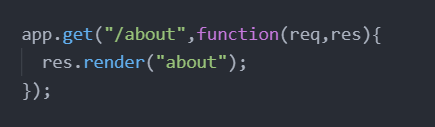 app.get("/about",function(req,res){
  res.render("about");
});